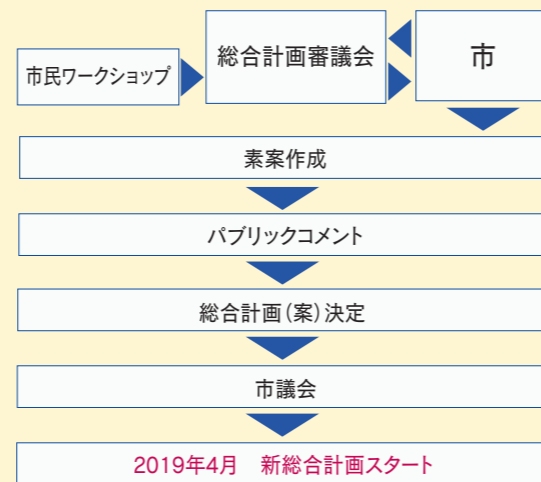 市民ワークショップ
総合計画審議会
市
素案作成
パブリックコメント
総合計画(案)決定
市議会
2019年4月　新総合計画スタート